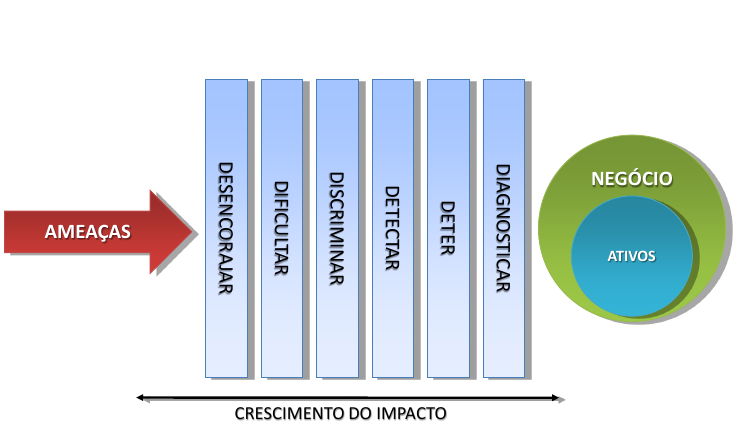 AMEAÇAS
DESENCORAJAR
DIFICULTAR
DISCRIMINAR
DETECTAR
DETER
DIAGNOSTICAR
NEGÓCIO
ATIVOS
CRESCIMENTO DO IMPACTO